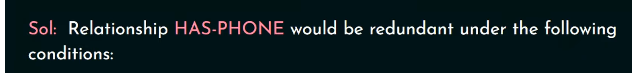 Sol: Relationship HAS-PHONE would be redundant under the following
conditions: